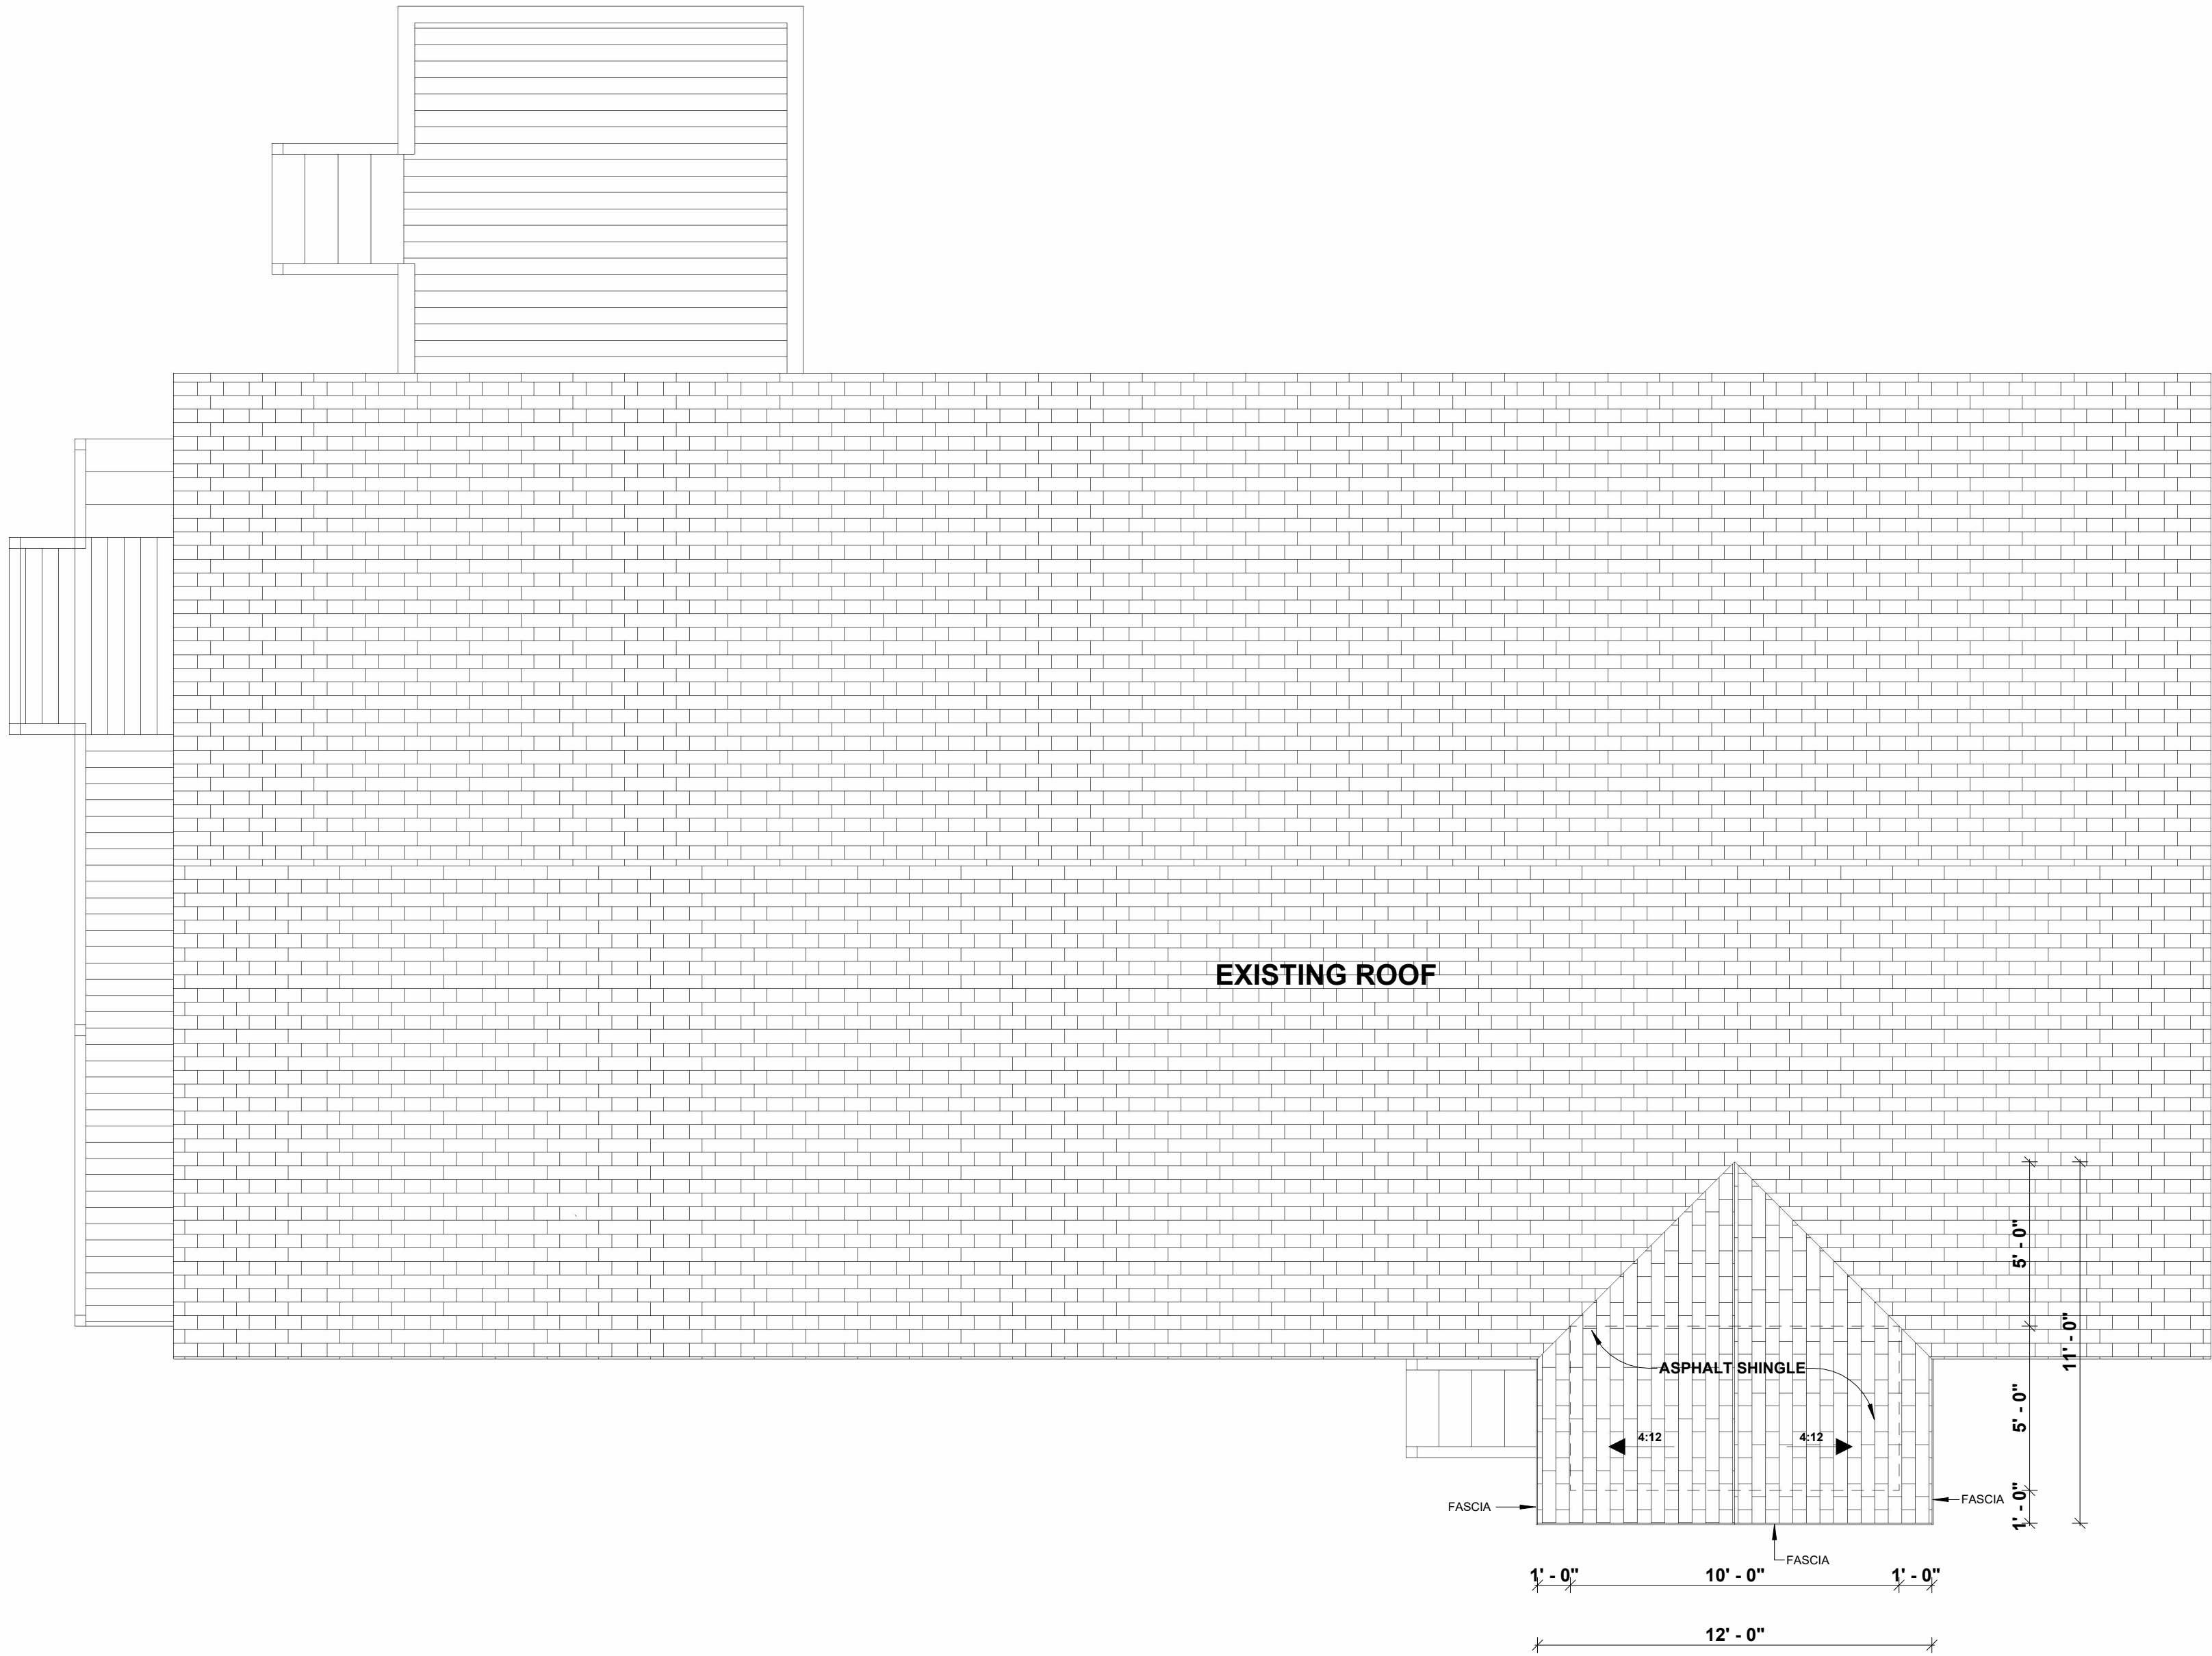 EXISTING ROOF
5' - 0"
11' - 0"
ASPHALT SHINGLE
5' - 0"
4:12
4:12
1' - 0"
FASCIA
FASCIA
FASCIA
1' - 0"
10' - 0"
1' - 0"
12' - 0"